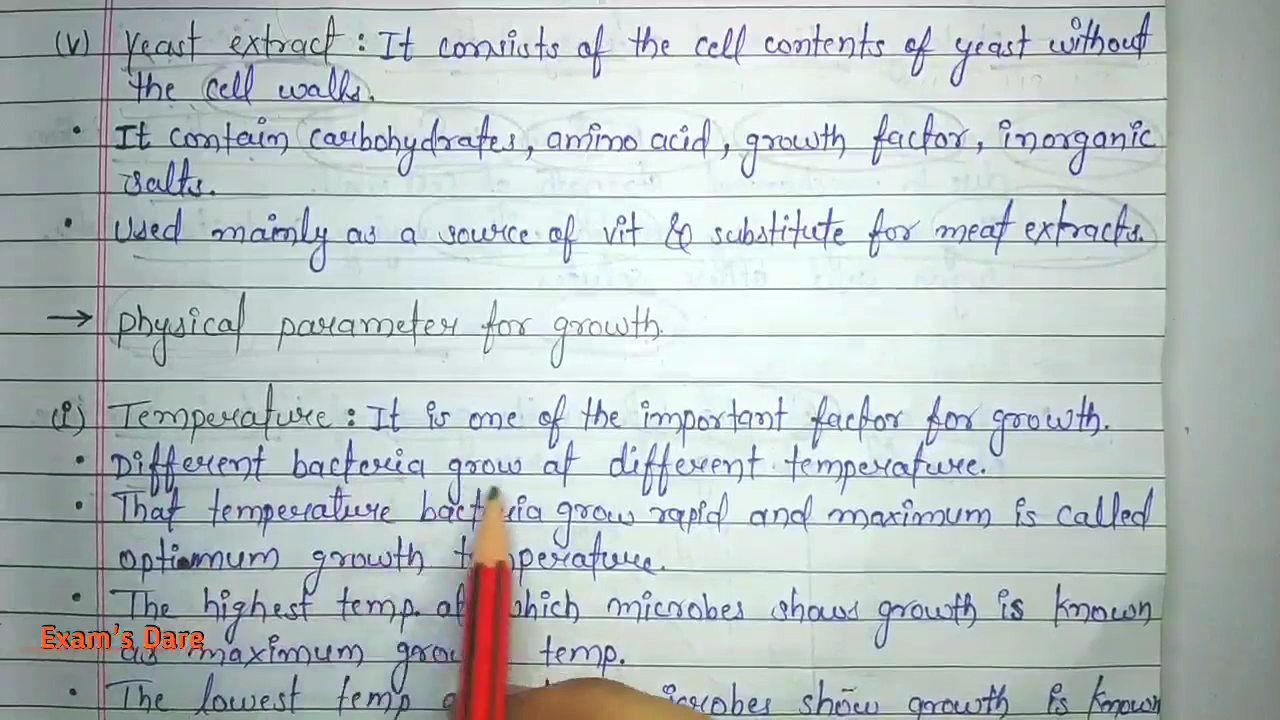 (v) Yeast extract : It consists of the cell contents of yeast without
the cell walls.
• It contain carbohydrates, amino acid, growth factor, inorganic
salts.
• Used mainly as a source of vit & substitute for meat extracts.
→ Physical parameter for growth.
(i) Temperature : It is one of the important factor for growth.
• Different bacteria grow at different temperature.
• That temperature bacteria grow rapid and maximum is called
optimum growth temperature.
• The highest temp. at which microbes shows growth is known
Exam's Dare
as maximum temp.
• The lowest temp microbes show growth is known